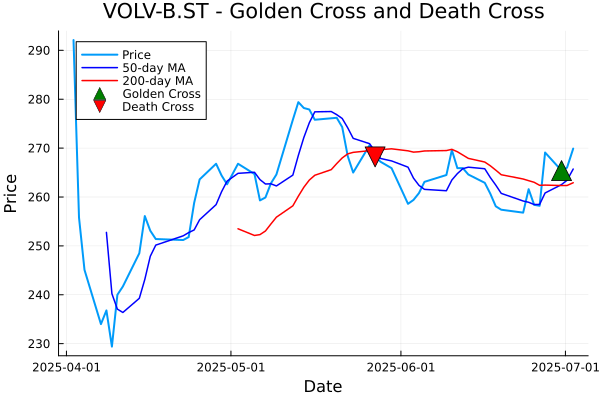 VOLV-B.ST - Golden Cross and Death Cross
Price
50-day MA
200-day MA
Golden Cross
Death Cross
290
280
270
260
250
240
230
Price
2025-04-01
2025-05-01
2025-06-01
2025-07-01
Date